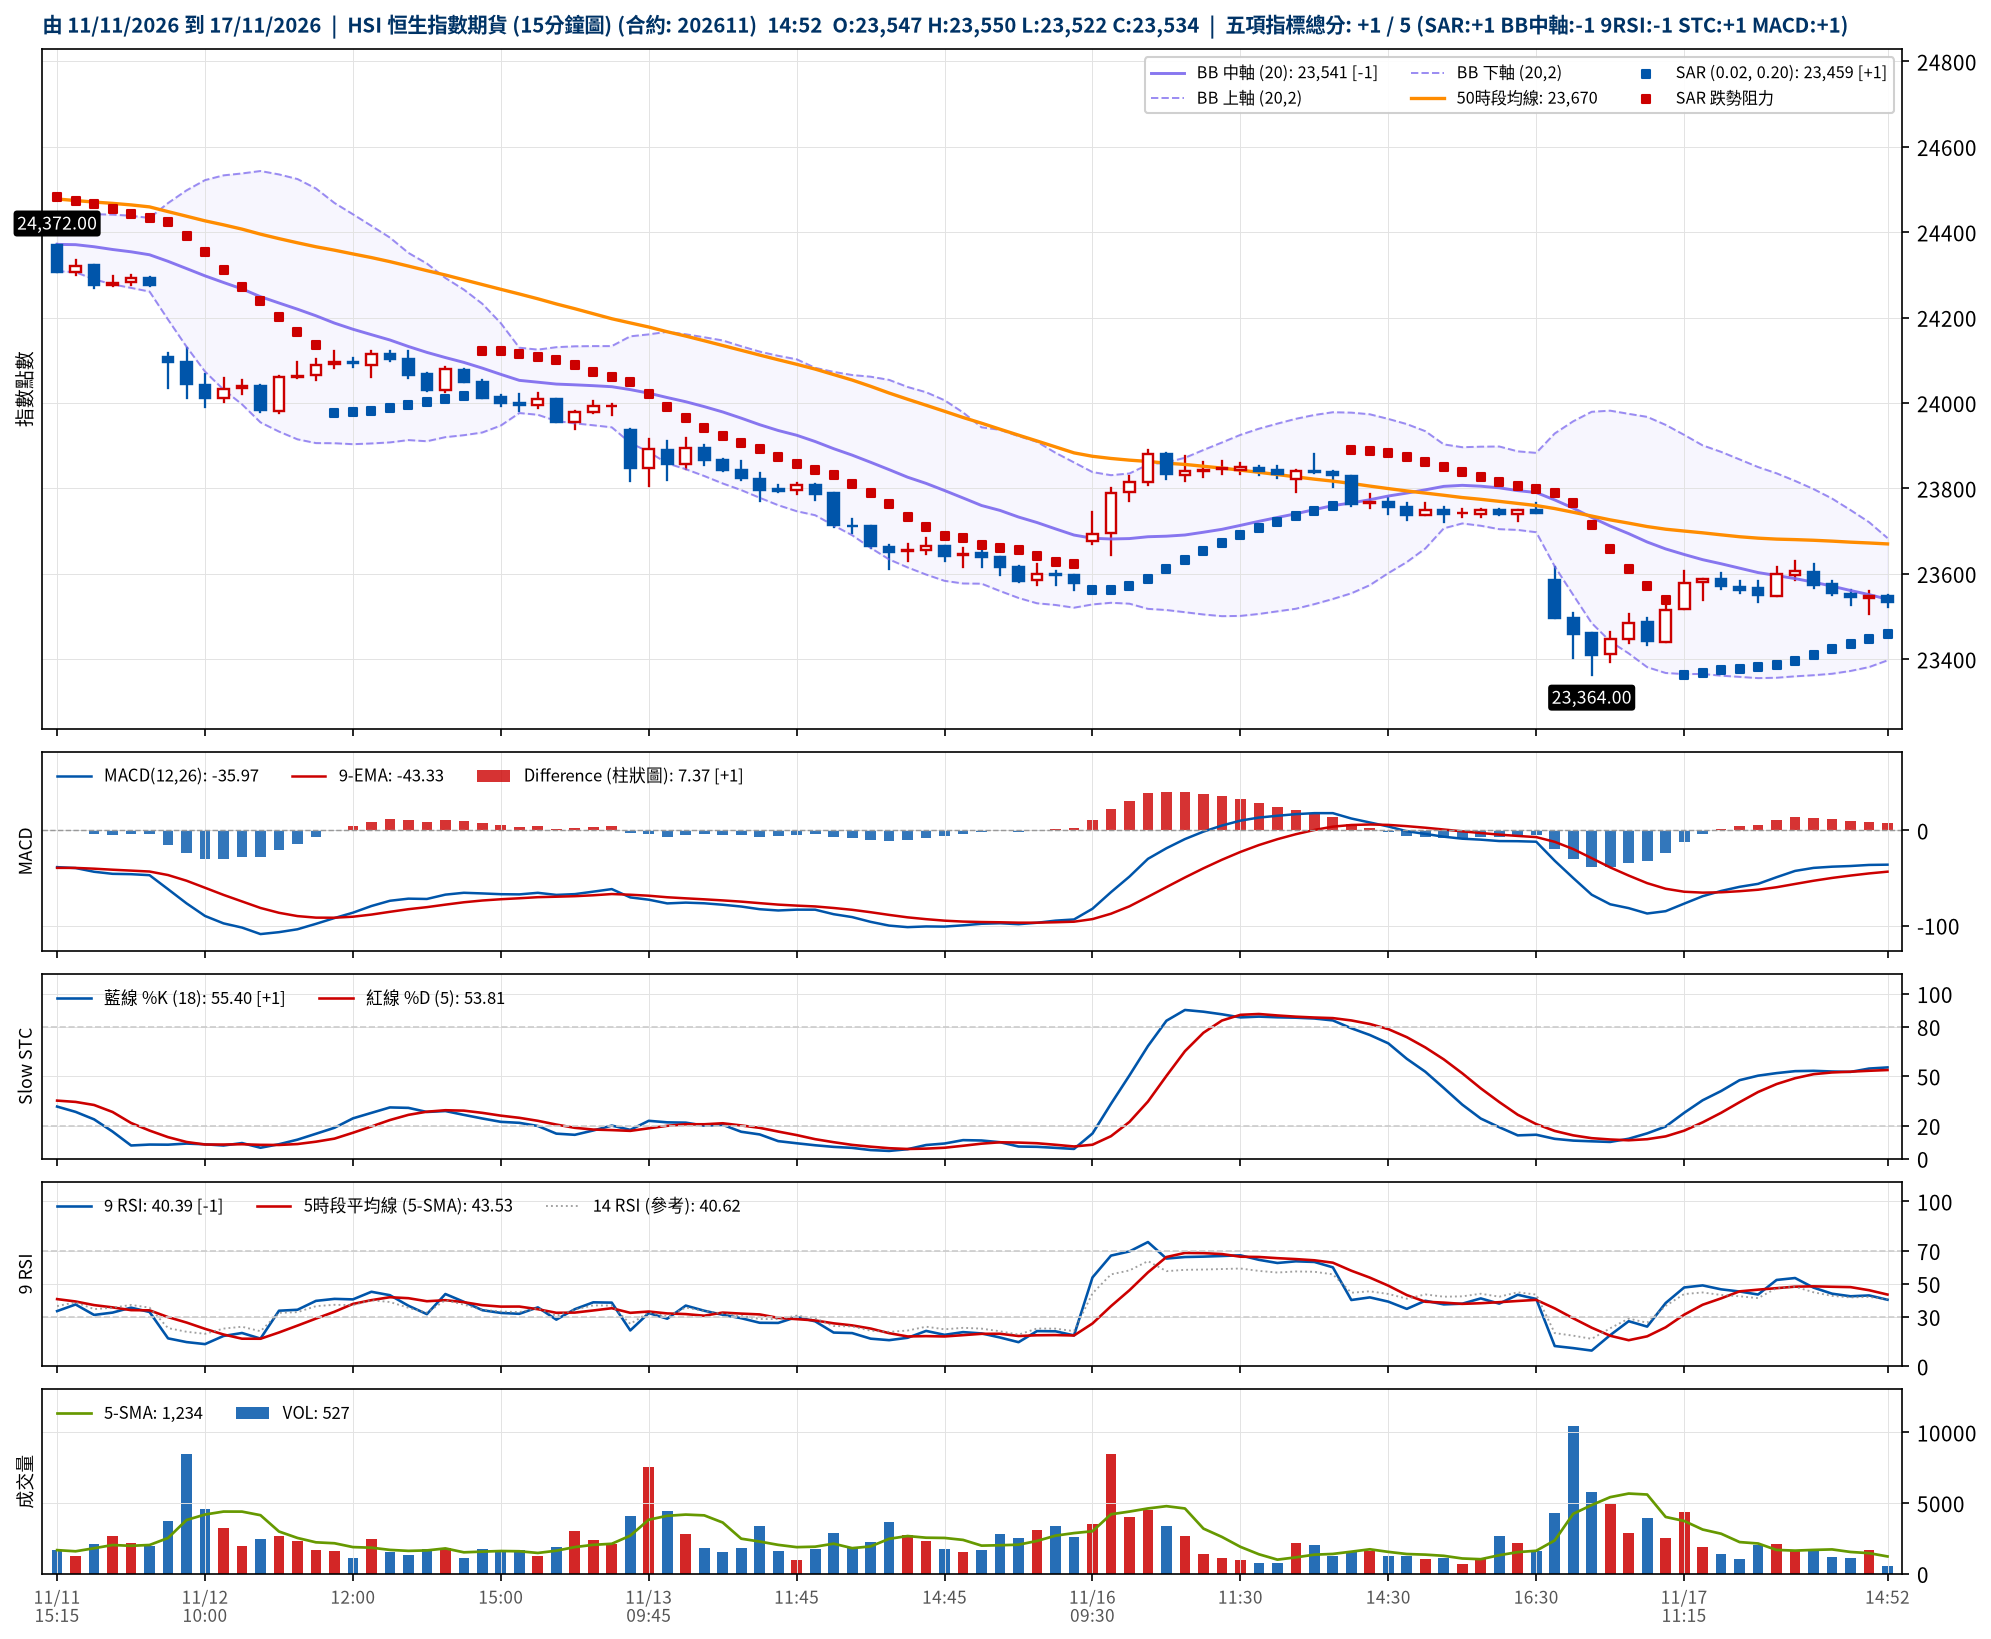 由 11/11/2026 到 17/11/2026 | HSI 恒生指數期貨 (15分鐘圖) (合約: 202611) 14:52 O:23,547 H:23,550 L:23,522 C:23,534 | 五項指標總分: +1 / 5 (SAR:+1 BB中軸:-1 9RSI:-1 STC:+1 MACD:+1)
BB 中軸 (20): 23,541 [-1]
BB 上軸 (20,2)
BB 下軸 (20,2)
50時段均線: 23,670
SAR (0.02, 0.20): 23,459 [+1]
SAR 跌勢阻力
24,372.00
23,364.00
指數點數
24800
24600
24400
24200
24000
23800
23600
23400
MACD(12,26): -35.97
9-EMA: -43.33
Difference (柱狀圖): 7.37 [+1]
MACD
0
-100
藍線 %K (18): 55.40 [+1]
紅線 %D (5): 53.81
Slow STC
100
80
50
20
0
9 RSI: 40.39 [-1]
5時段平均線 (5-SMA): 43.53
14 RSI (參考): 40.62
9 RSI
100
70
50
30
0
5-SMA: 1,234
VOL: 527
成交量
10000
5000
0
11/11
15:15
11/12
10:00
12:00
15:00
11/13
09:45
11:45
14:45
11/16
09:30
11:30
14:30
16:30
11/17
11:15
14:52